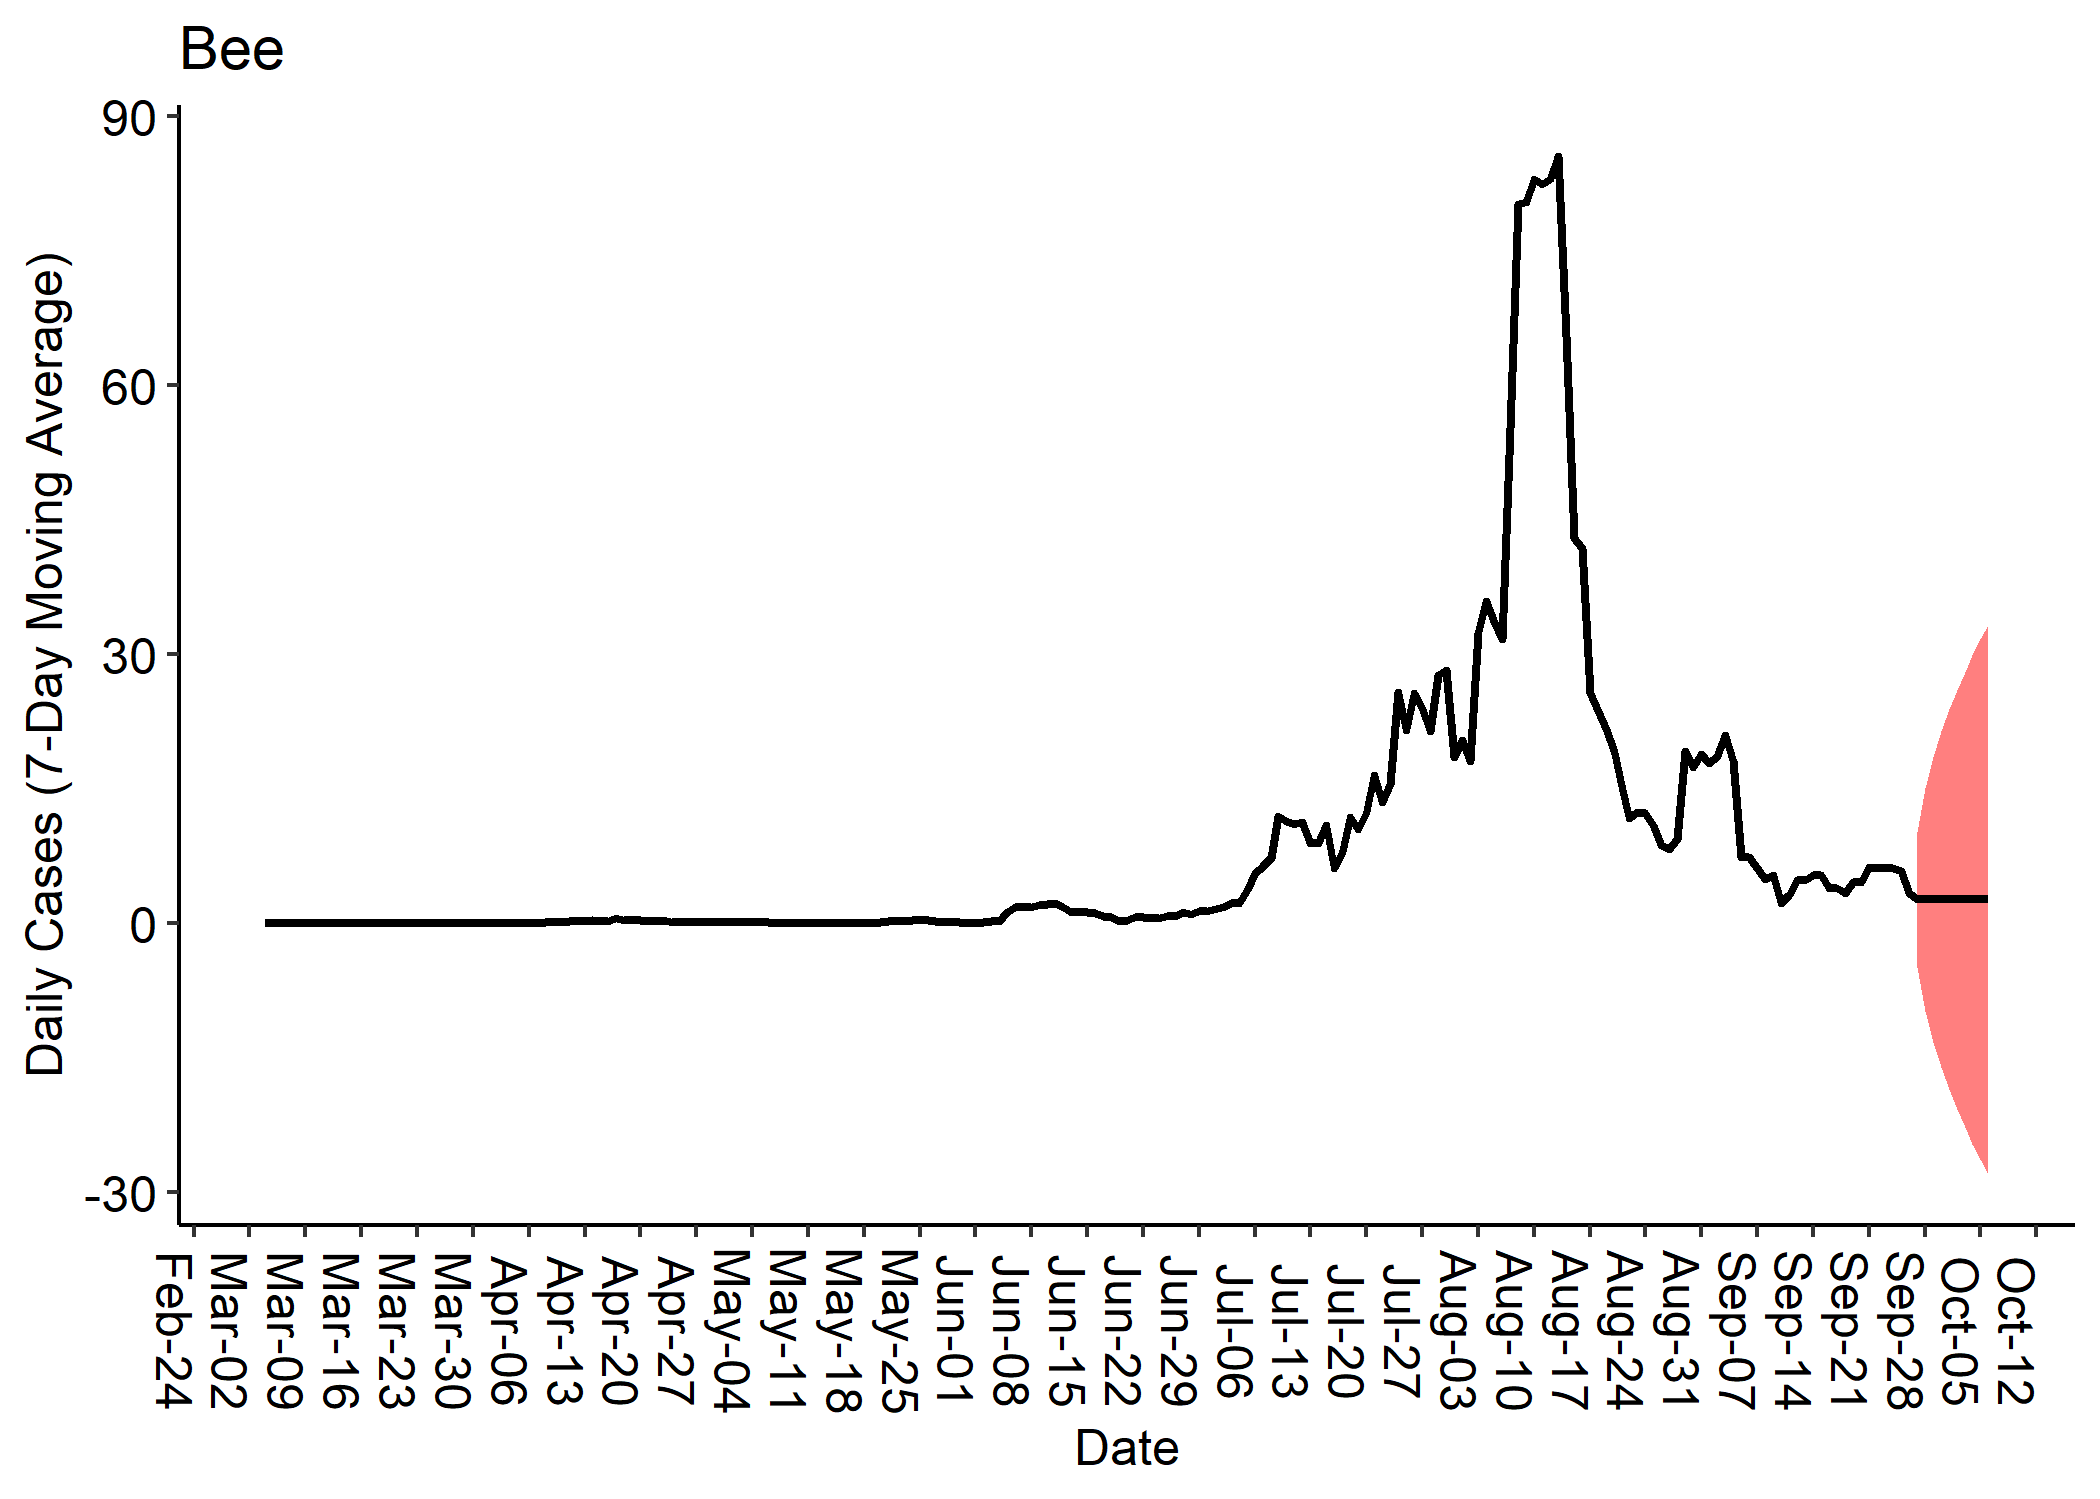 Bee
Daily Cases (7-Day Moving Average)
90
60
30
0
-30
Feb-24
Mar-02
Mar-09
Mar-16
Mar-23
Mar-30
Apr-06
Apr-13
Apr-20
Apr-27
May-04
May-11
May-18
May-25
Jun-01
Jun-08
Jun-15
Jun-22
Jun-29
Jul-06
Jul-13
Jul-20
Jul-27
Aug-03
Aug-10
Aug-17
Aug-24
Aug-31
Sep-07
Sep-14
Sep-21
Sep-28
Oct-05
Oct-12
Date